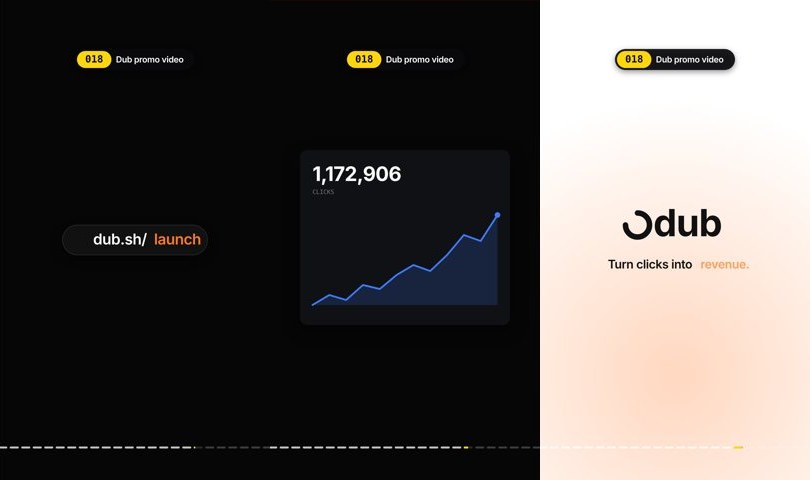 018 Dub promo video
dub.sh/ launch
018 Dub promo video
1,172,906
CLICKS
018 Dub promo video
dub
Turn clicks into revenue.